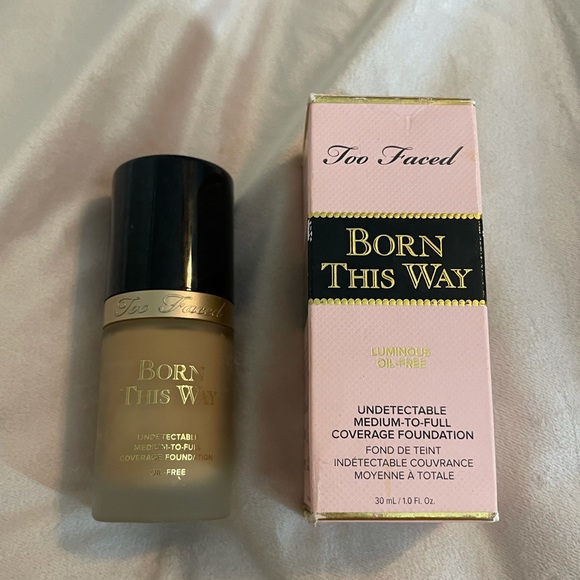 Too Faced
BORN
THIS WAY
UNDETECTABLE
MEDIUM-TO-FULL
COVERAGE FOUNDATION
OIL-FREE
Too Faced
BORN
THIS WAY
LUMINOUS
OIL-FREE
UNDETECTABLE
MEDIUM-TO-FULL
COVERAGE FOUNDATION
FOND DE TEINT
INDÉTECTABLE COUVRANCE
MOYENNE À TOTALE
30 mL / 1.0 Fl. Oz.